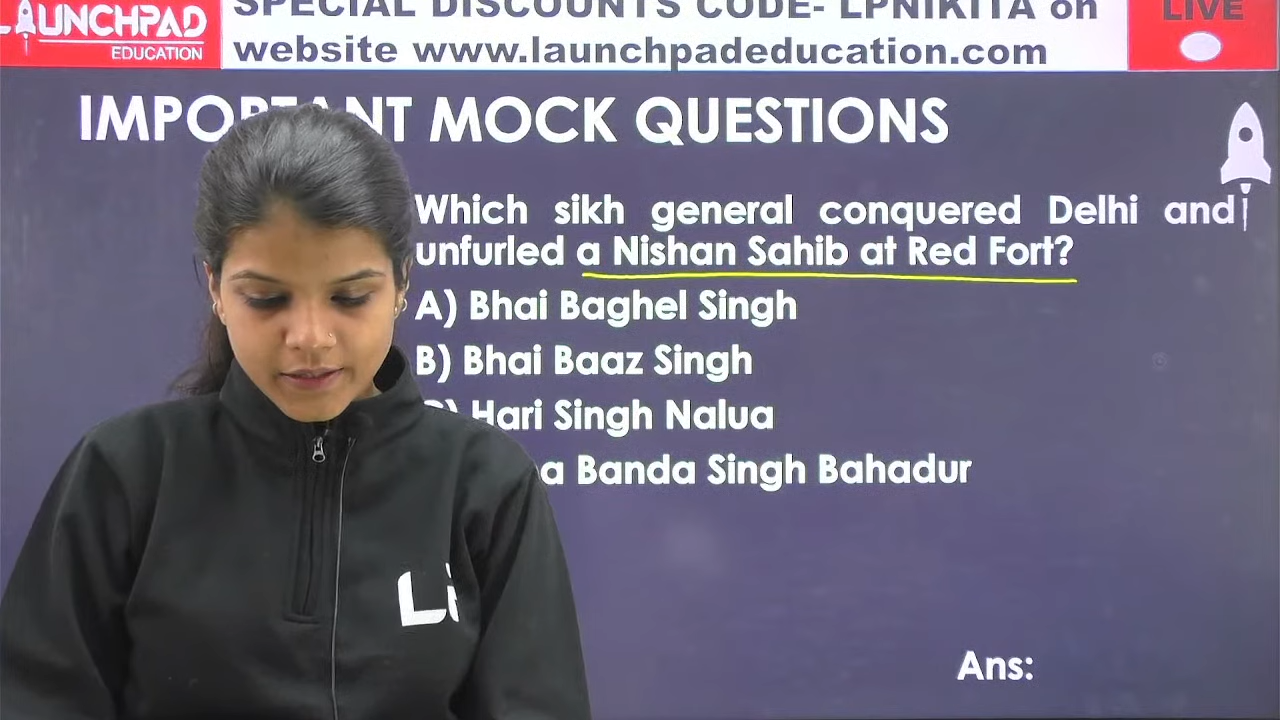 SPECIAL DISCOUNTS CODE- LPNIKITA on
LAUNCHPAD
EDUCATION
website www.launchpadeducation.com
LIVE
IMPORTANT MOCK QUESTIONS
Which sikh general conquered Delhi and
unfurled a Nishan Sahib at Red Fort?
A) Bhai Baghel Singh
B) Bhai Baaz Singh
Hari Singh Nalua
Banda Singh Bahadur
Ans: